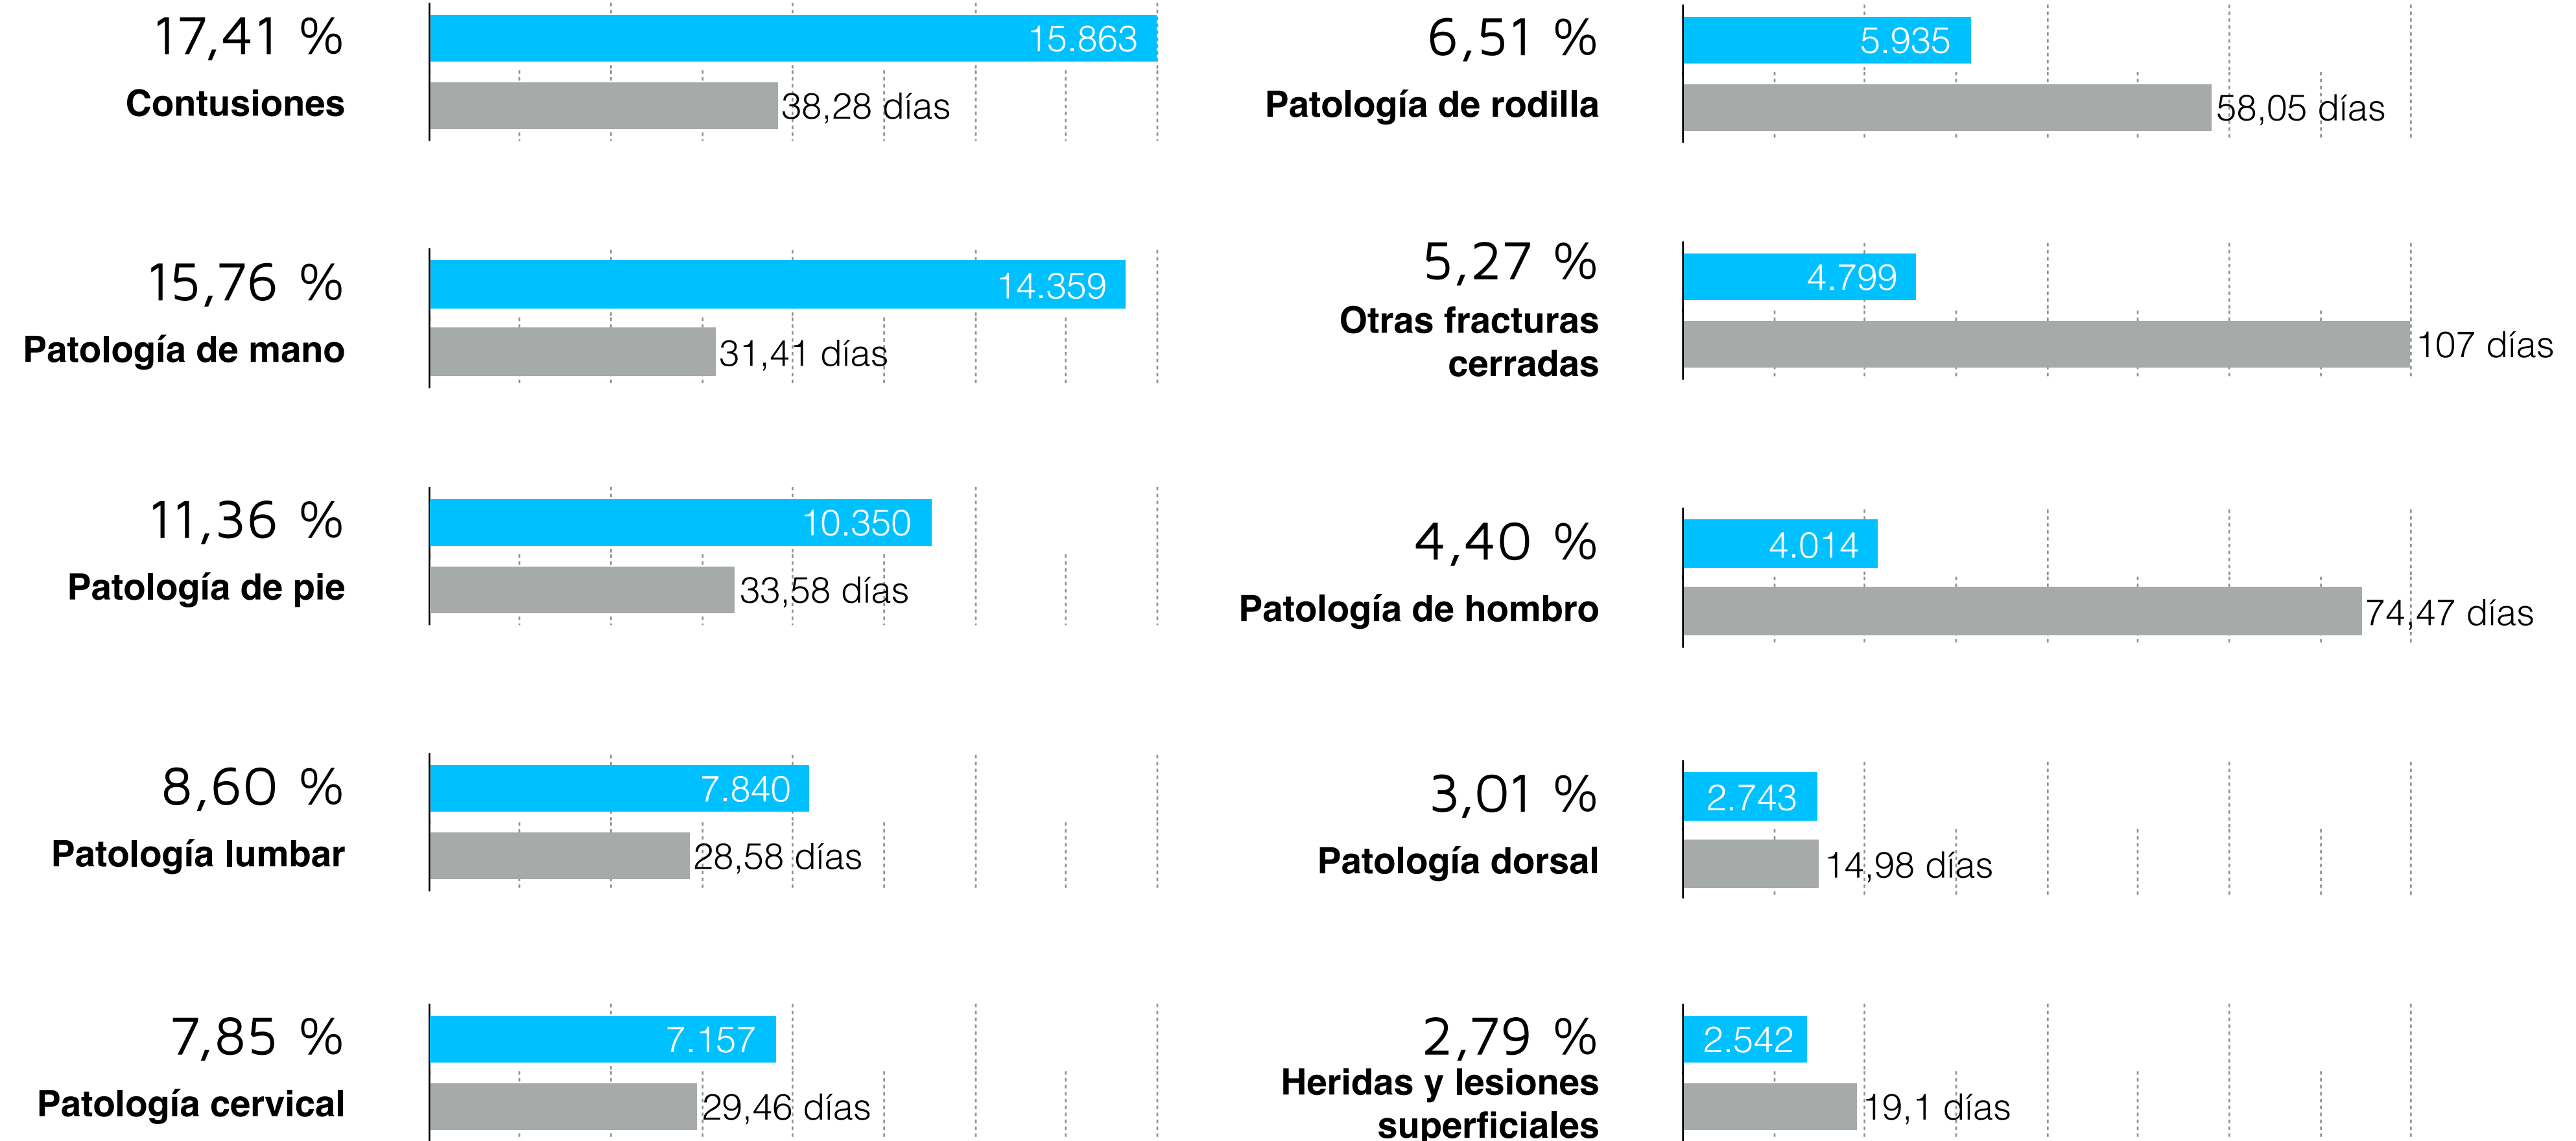 17,41 %
Contusiones
15.863
38,28 días
15,76 %
Patología de mano
14.359
31,41 días
11,36 %
Patología de pie
10.350
33,58 días
8,60 %
Patología lumbar
7.840
28,58 días
7,85 %
Patología cervical
7.157
29,46 días
6,51 %
Patología de rodilla
5.935
58,05 días
5,27 %
Otras fracturas
cerradas
4.799
107 días
4,40 %
Patología de hombro
4.014
74,47 días
3,01 %
Patología dorsal
2.743
14,98 días
2,79 %
Heridas y lesiones
superficiales
2.542
19,1 días